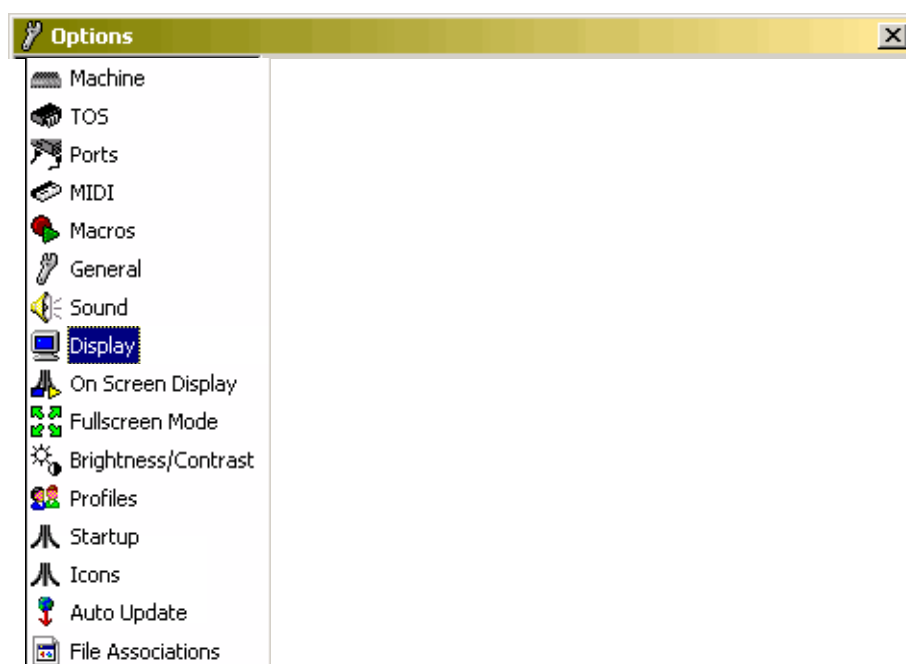 Options
Machine
TOS
Ports
MIDI
Macros
General
Sound
Display
On Screen Display
Fullscreen Mode
Brightness/Contrast
Profiles
Startup
Icons
Auto Update
File Associations